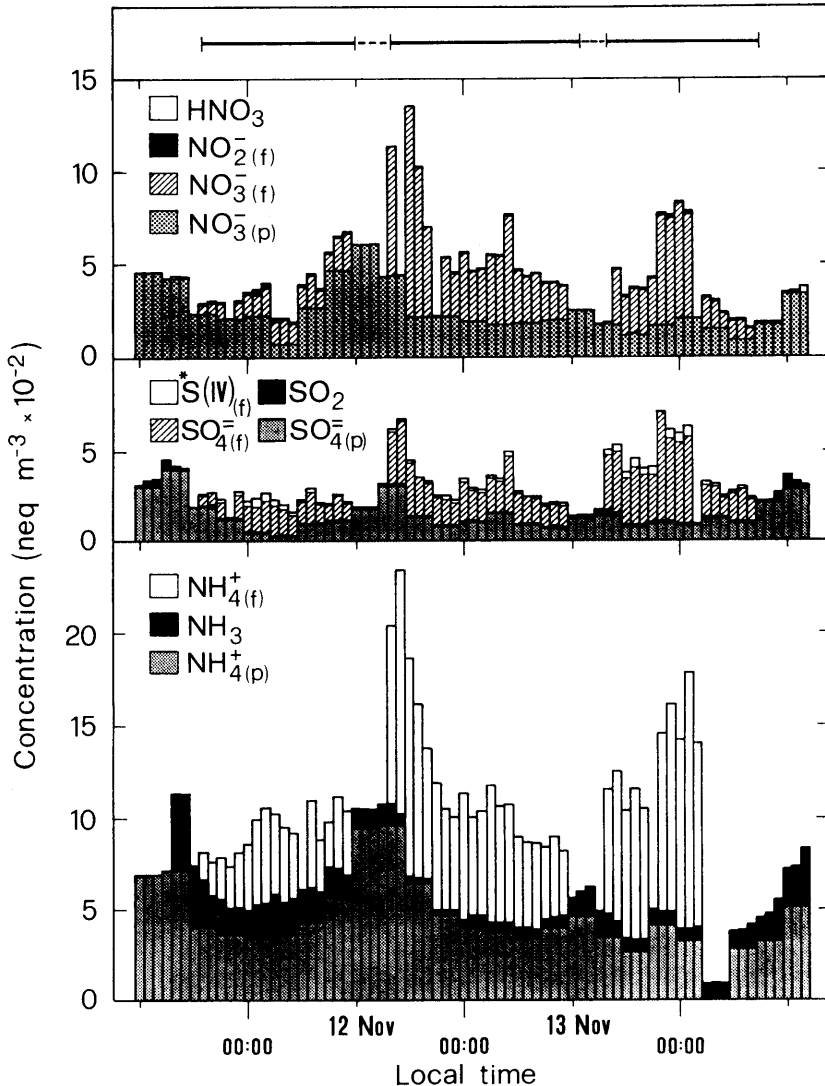 15
HNO₃
NO₂⁻(f)
10
NO₃⁻(f)
NO₃⁻(p)
5
0
*S(IV)(f) SO₂
5
SO₄⁼(f) SO₄⁼(p)
0
NH₄⁺(f)
20
NH₃
NH₄⁺(p)
15
10
5
0
Concentration (neq m⁻³ × 10⁻²)
12 Nov 13 Nov
00:00 00:00 00:00
Local time